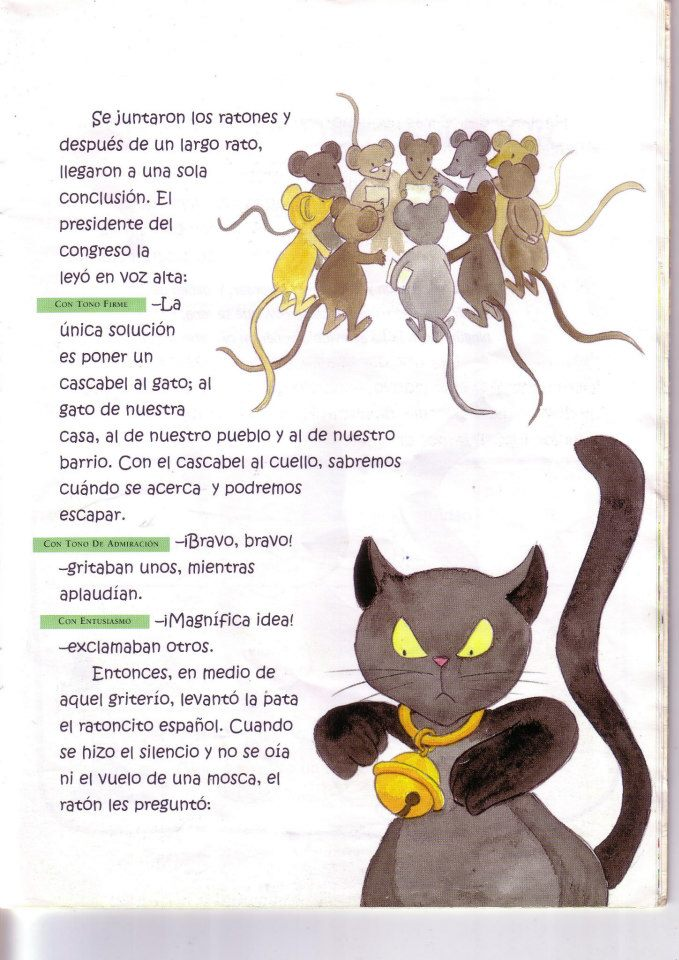 Se juntaron los ratones y
después de un largo rato,
llegaron a una sola
conclusión. El
presidente del
congreso la
leyó en voz alta:
CON TONO FIRME –La
única solución
es poner un
cascabel al gato; al
gato de nuestra
casa, al de nuestro pueblo y al de nuestro
barrio. Con el cascabel al cuello, sabremos
cuándo se acerca y podremos
escapar.
CON TONO DE ADMIRACIÓN –¡Bravo, bravo!
–gritaban unos, mientras
aplaudían.
CON ENTUSIASMO –¡Magnífica idea!
–exclamaban otros.
Entonces, en medio de
aquel griterío, levantó la pata
el ratoncito español. Cuando
se hizo el silencio y no se oía
ni el vuelo de una mosca, el
ratón les preguntó: